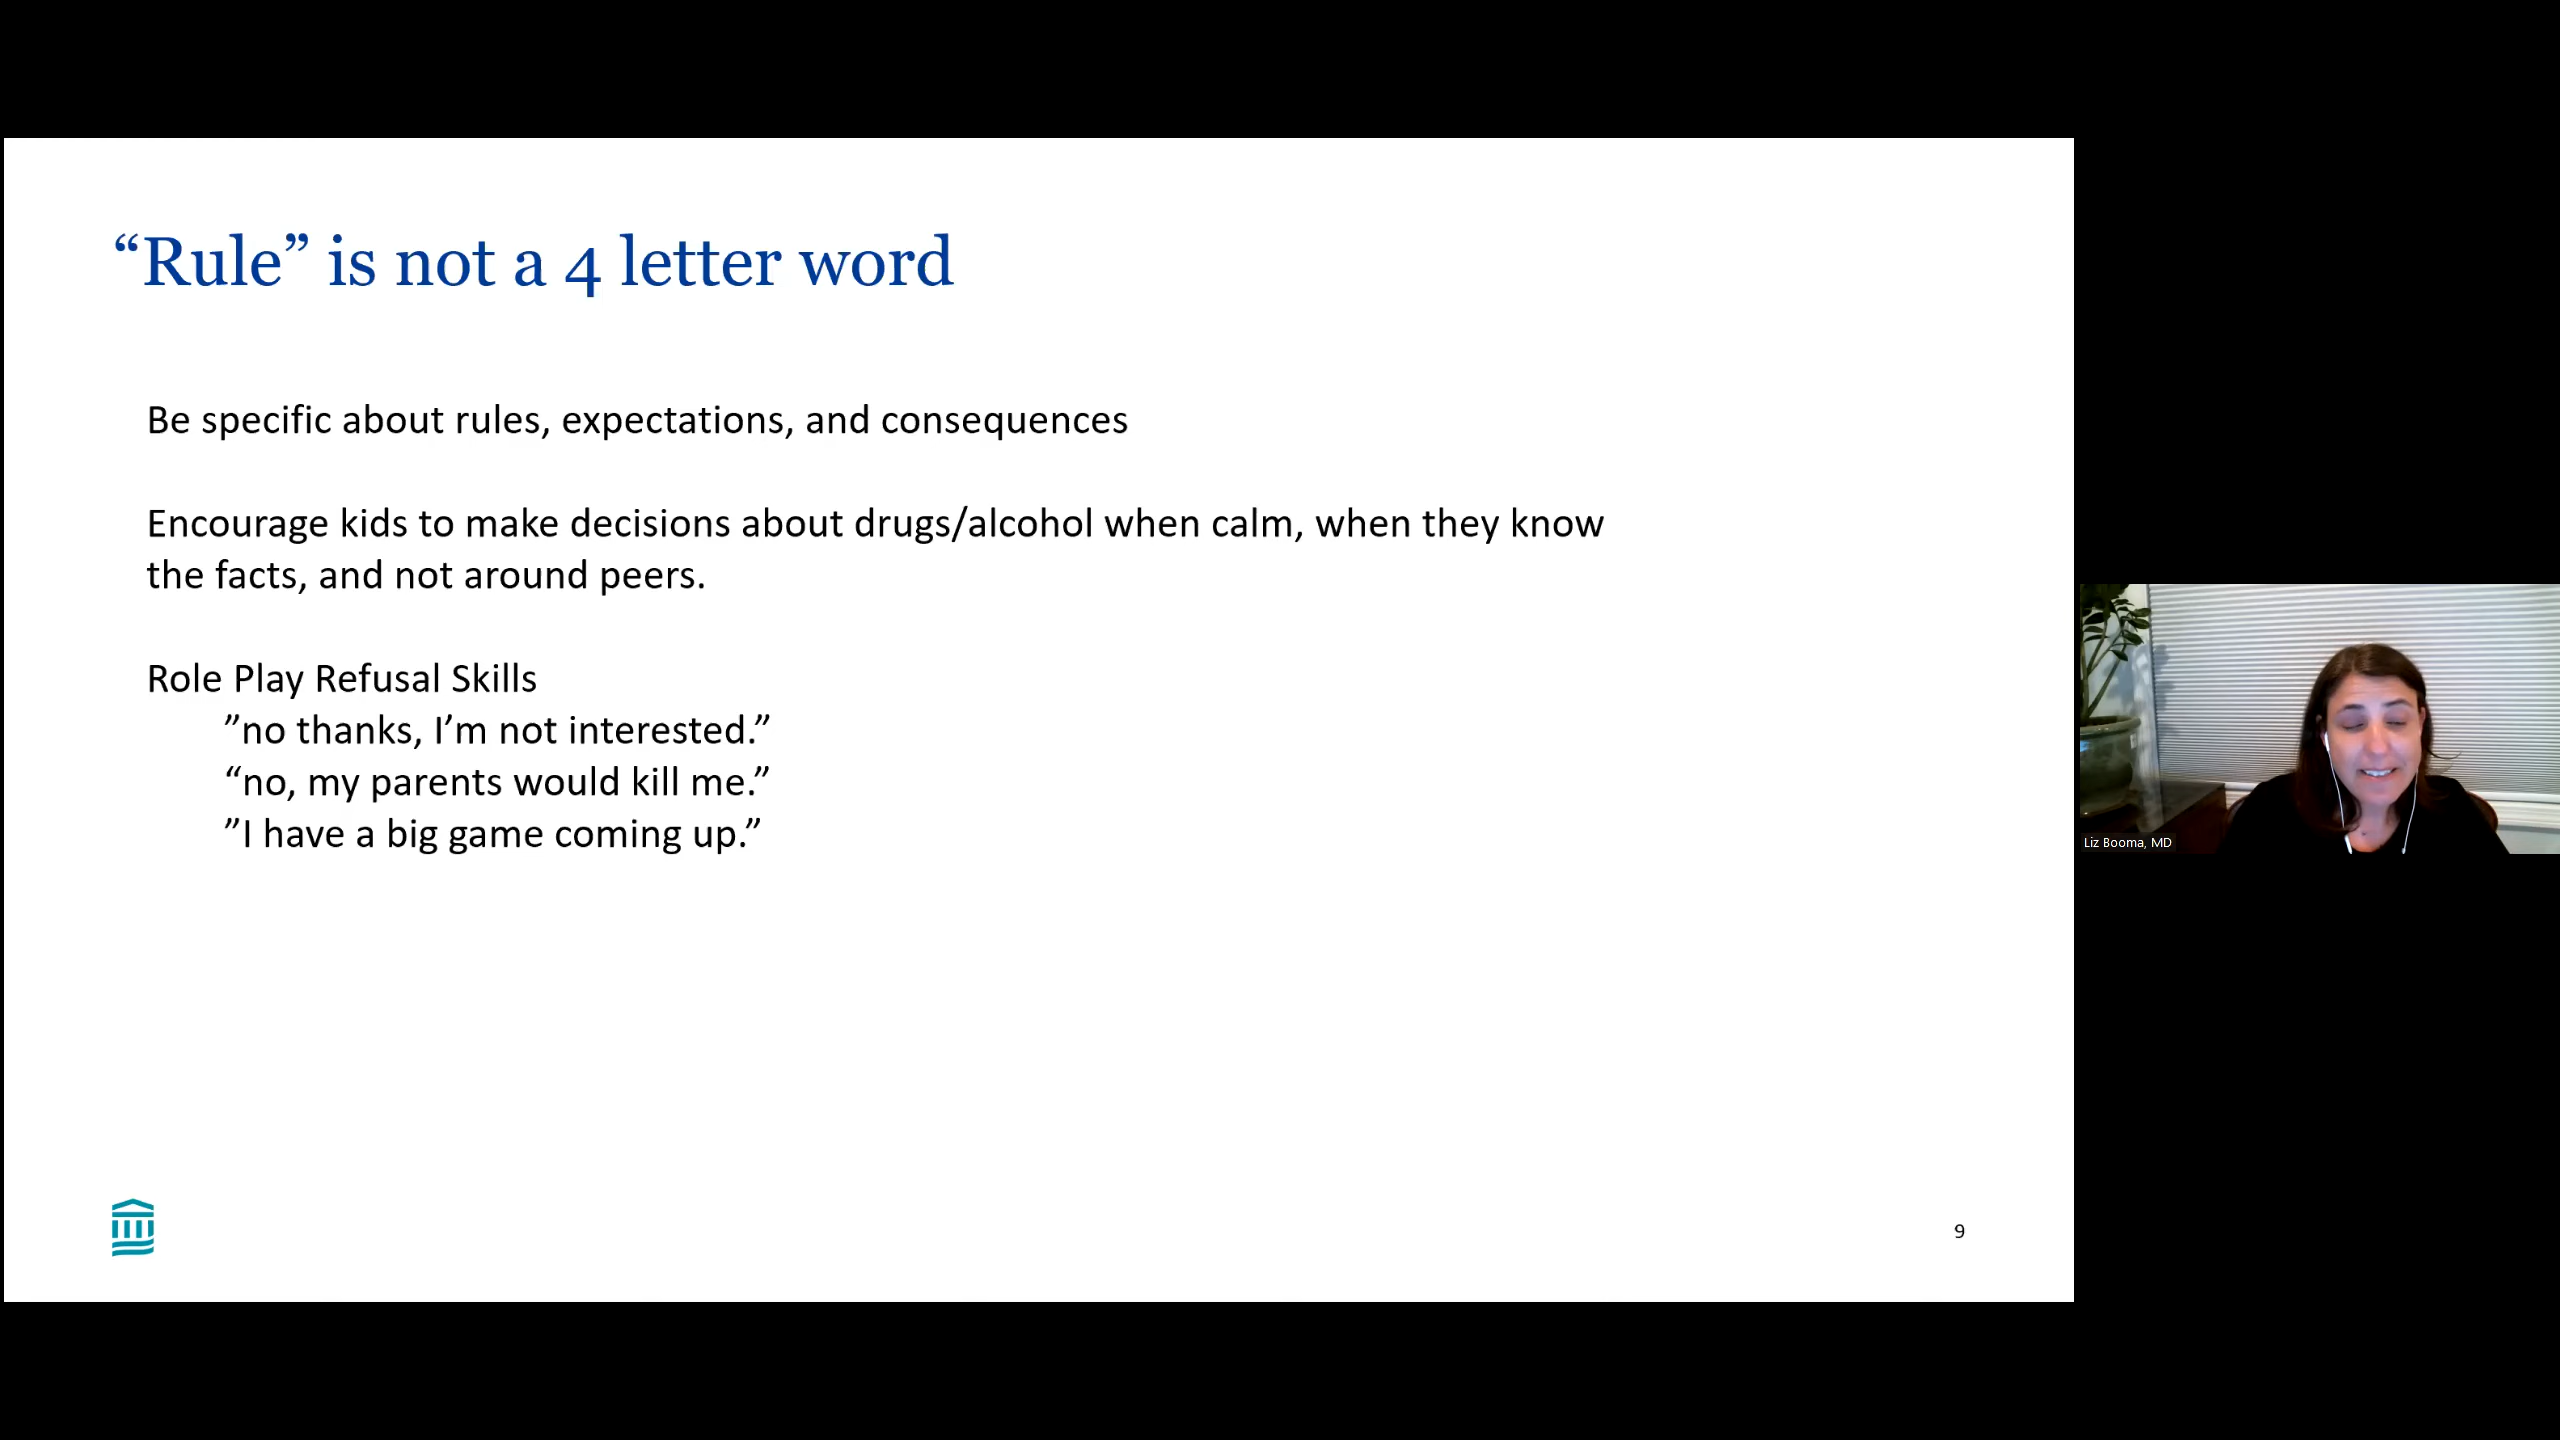 “Rule” is not a 4 letter word
Be specific about rules, expectations, and consequences
Encourage kids to make decisions about drugs/alcohol when calm, when they know
the facts, and not around peers.
Role Play Refusal Skills
”no thanks, I’m not interested.”
“no, my parents would kill me.”
”I have a big game coming up.”
Liz Booma, MD
9